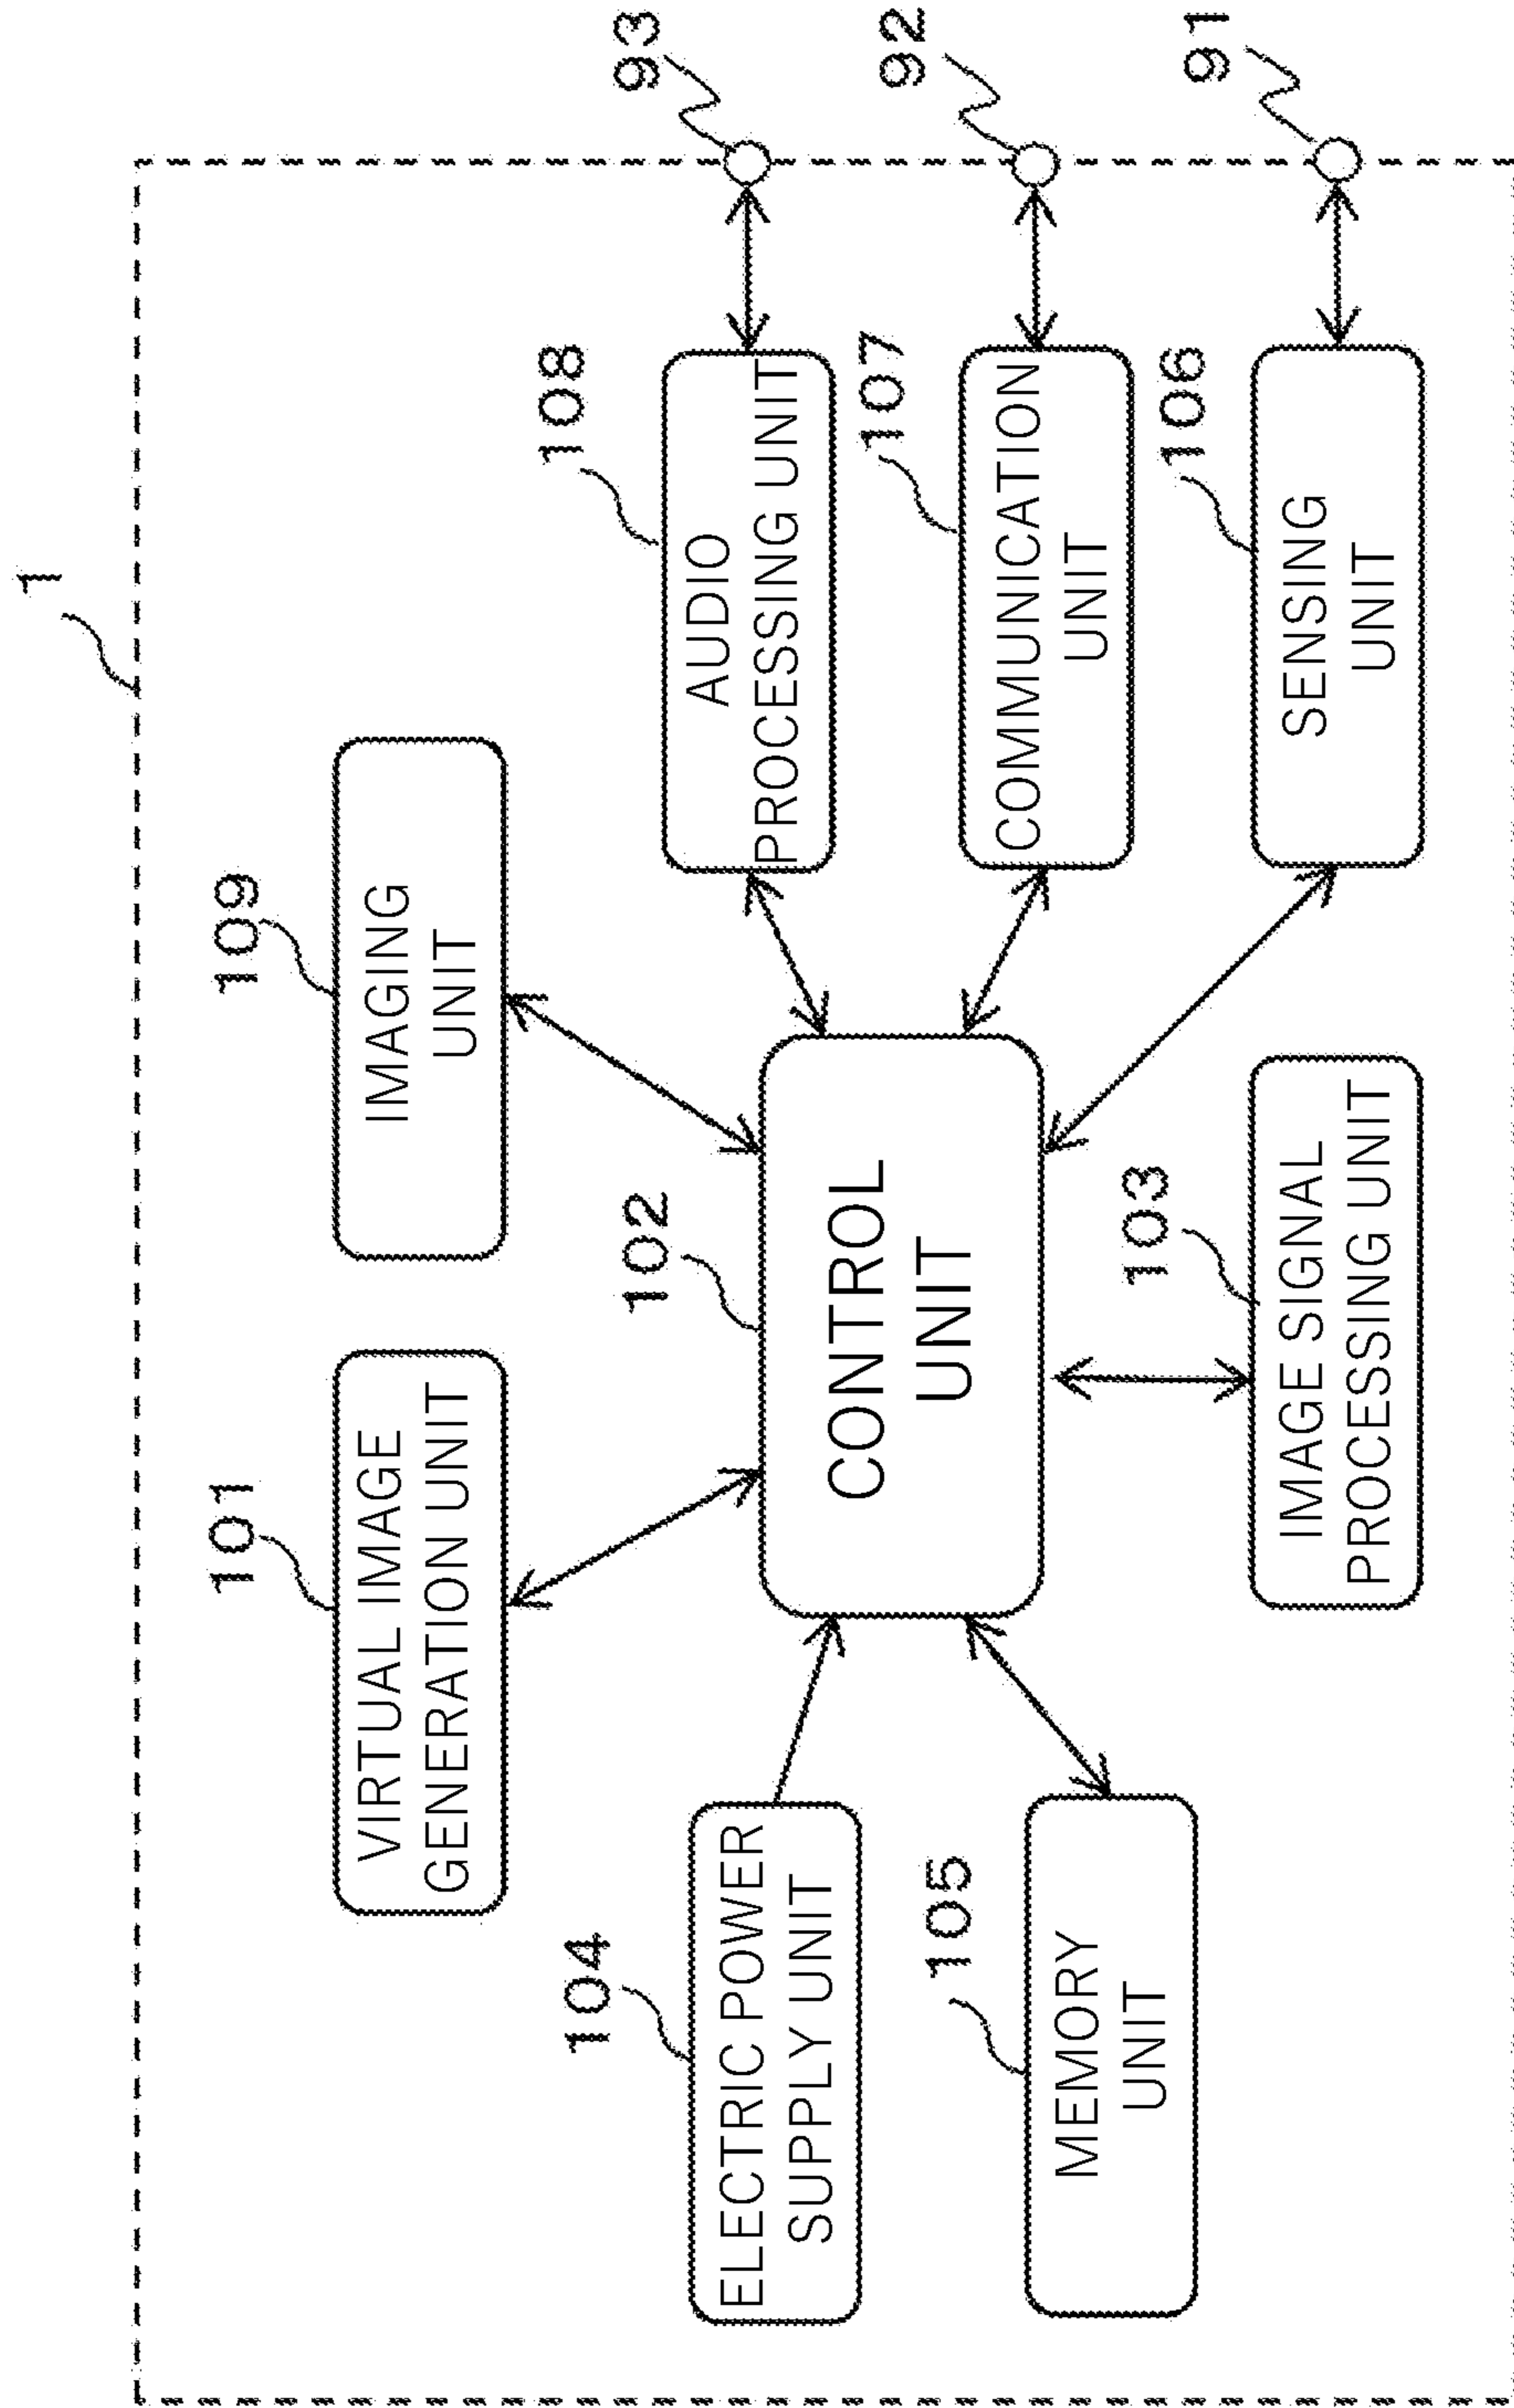 1
101
VIRTUAL IMAGE
GENERATION UNIT
109
IMAGING
UNIT
104
ELECTRIC POWER
SUPPLY UNIT
102
CONTROL
UNIT
108
AUDIO
PROCESSING UNIT
93
105
MEMORY
UNIT
107
COMMUNICATION
UNIT
92
103
IMAGE SIGNAL
PROCESSING UNIT
106
SENSING
UNIT
91